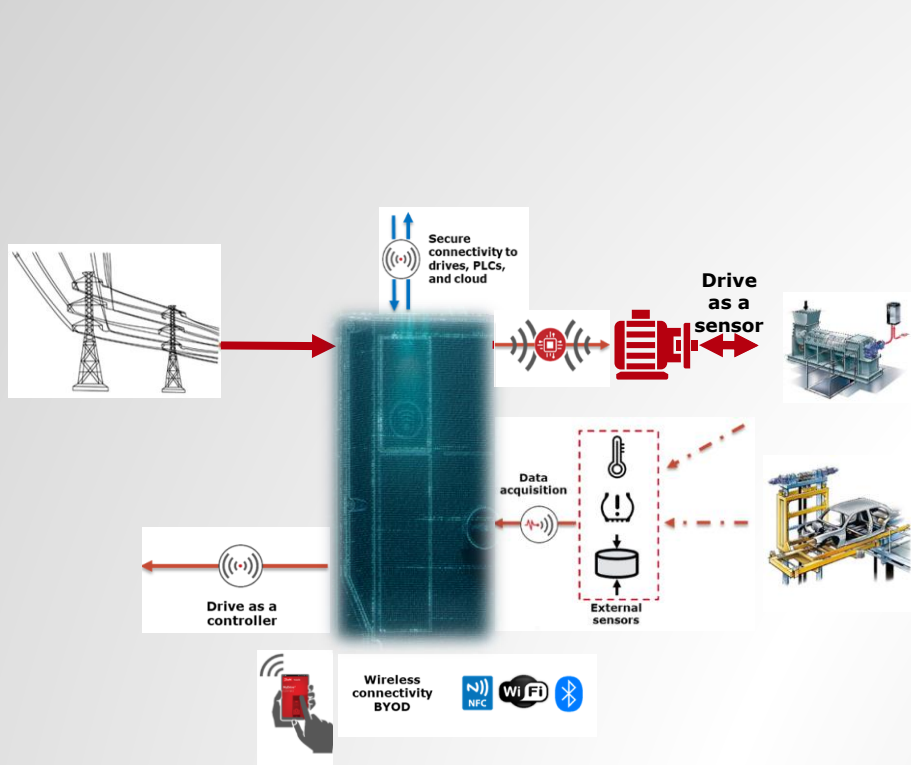 Secure
connectivity to
drives, PLCs,
and cloud
Drive
as a
sensor
Data
acquisition
External
sensors
Drive as a
controller
Wireless
connectivity
BYOD
NFC
Wi Fi